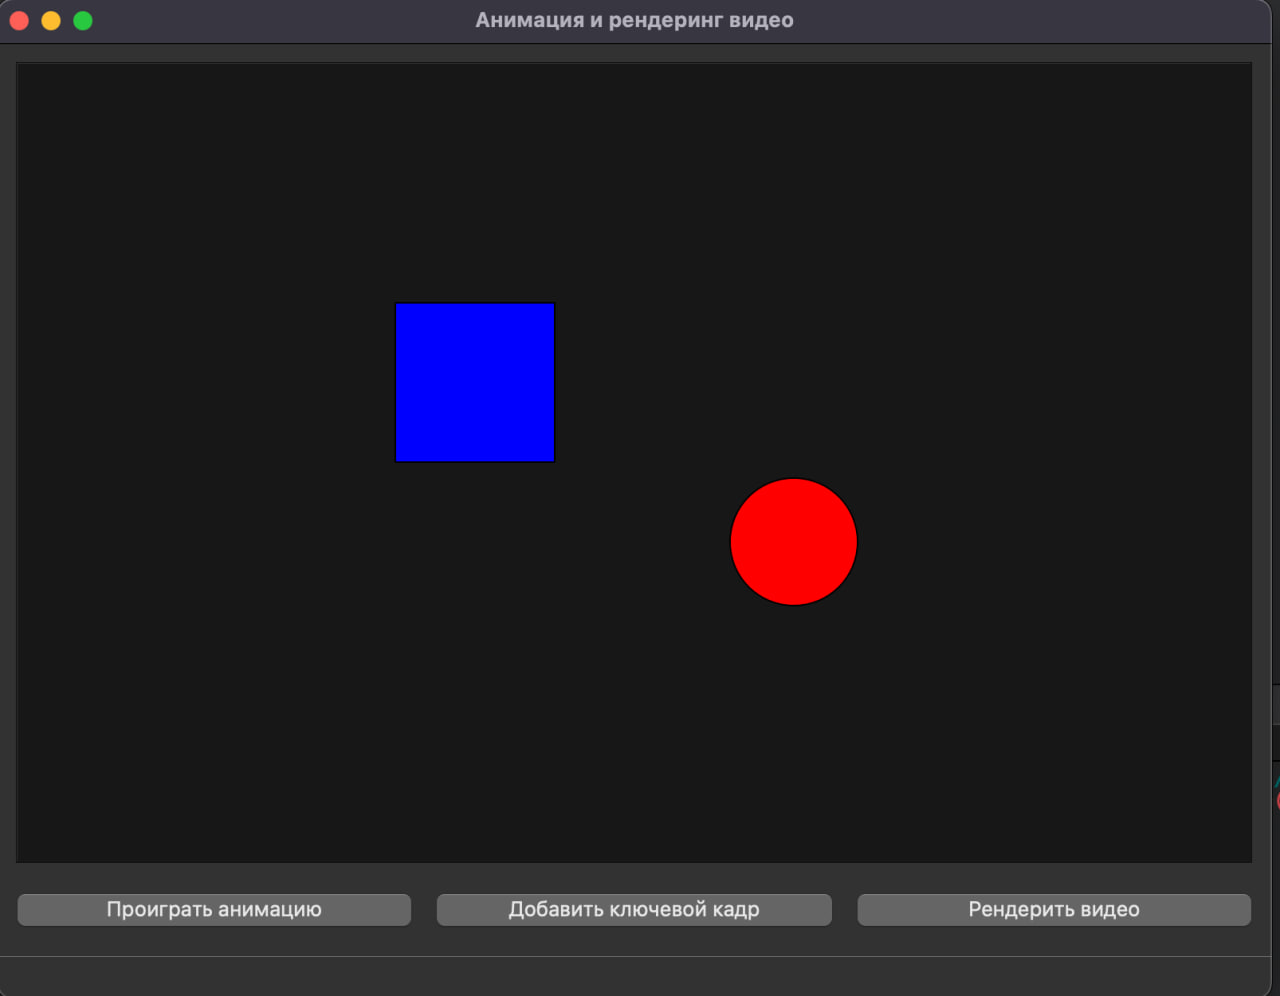 Анимация и рендеринг видео
Проиграть анимацию
Добавить ключевой кадр
Рендерить видео